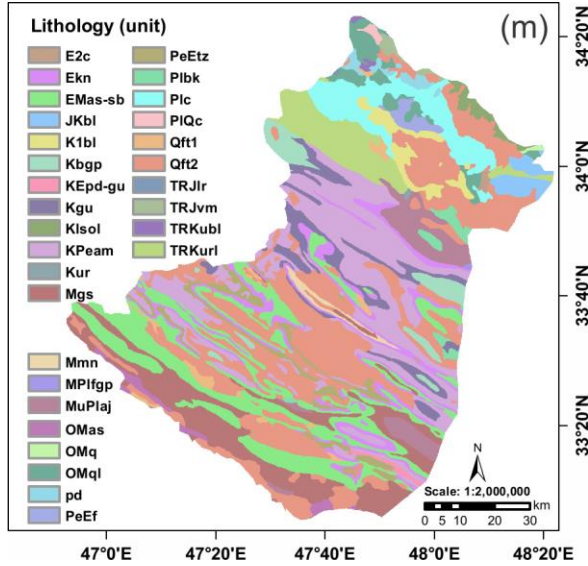 Lithology (unit)
(m)
E2c
Ekn
EMas-sb
JKbl
K1bl
Kbgp
KEpd-gu
Kgu
Klsol
KPeam
Kur
Mgs
PeEtz
Plbk
Plc
PlQc
Qft1
Qft2
TRJlr
TRJvm
TRKubl
TRKurl
Mmn
MPlfgp
MuPlaj
OMas
OMq
OMql
pd
PeEf
N
Scale: 1:2,000,000
km
0 5 10 20 30
34°20'N
34°0'N
33°40'N
33°20'N
47°0'E 47°20'E 47°40'E 48°0'E 48°20'E